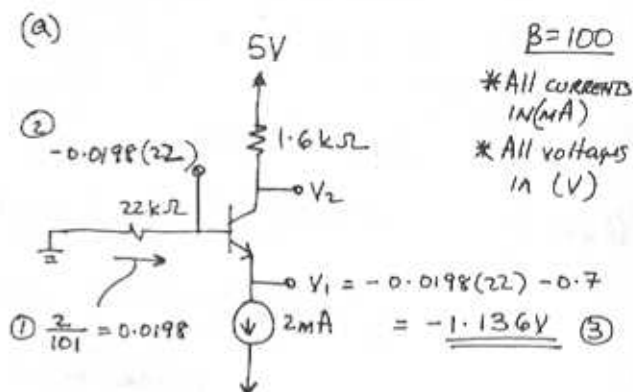 (a)
5V
β=100
*All currents
in(mA)
*All voltages
in (V)
②
-0.0198(22)
1.6kΩ
V₂
22kΩ
V₁ = -0.0198(22) -0.7
① 2/101 = 0.0198
2mA
= -1.136V ③